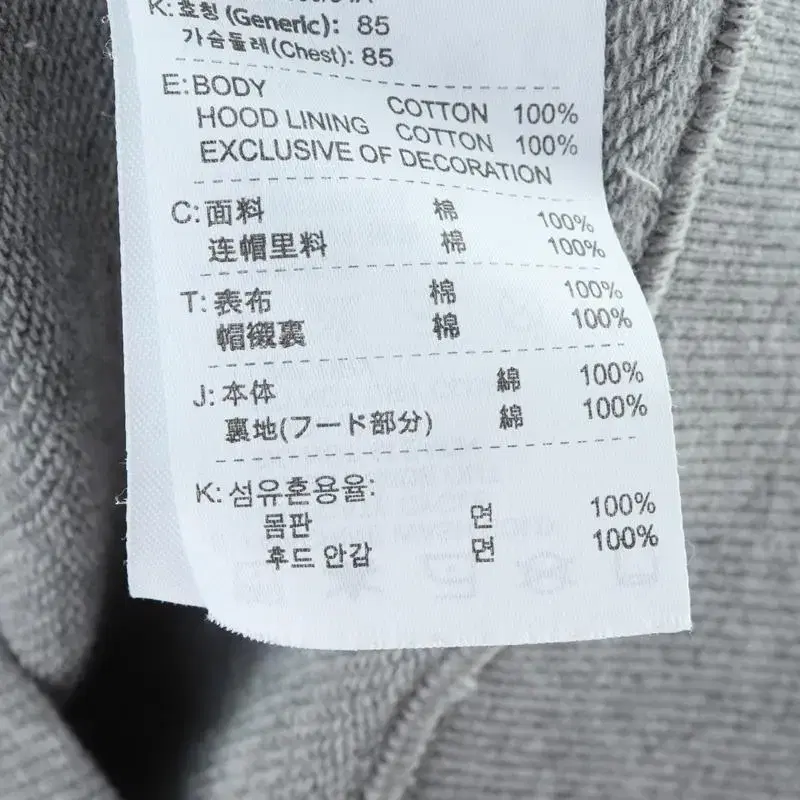 K: 호칭 (Generic): 85
가슴둘레(Chest): 85
E: BODY COTTON 100%
HOOD LINING COTTON 100%
EXCLUSIVE OF DECORATION
C: 面料 棉 100%
连帽里料 棉 100%
T: 表布 棉 100%
帽襯裏 棉 100%
J: 本体 綿 100%
裏地(フード部分) 綿 100%
K: 섬유혼용율:
몸판 면 100%
후드 안감 면 100%